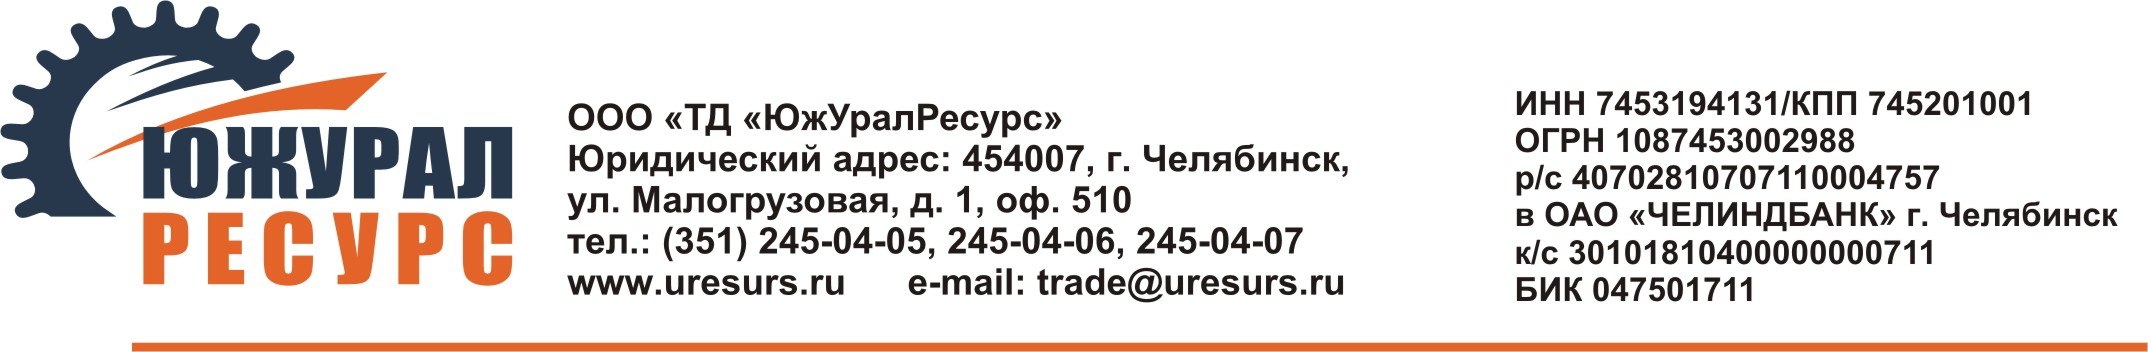 ЮЖУРАЛ
РЕСУРС
ООО «ТД «ЮжУралРесурс»
Юридический адрес: 454007, г. Челябинск,
ул. Малогрузовая, д. 1, оф. 510
тел.: (351) 245-04-05, 245-04-06, 245-04-07
www.uresurs.ru e-mail: trade@uresurs.ru
ИНН 7453194131/КПП 745201001
ОГРН 1087453002988
р/с 40702810707110004757
в ОАО «ЧЕЛИНДБАНК» г. Челябинск
к/с 30101810400000000711
БИК 047501711